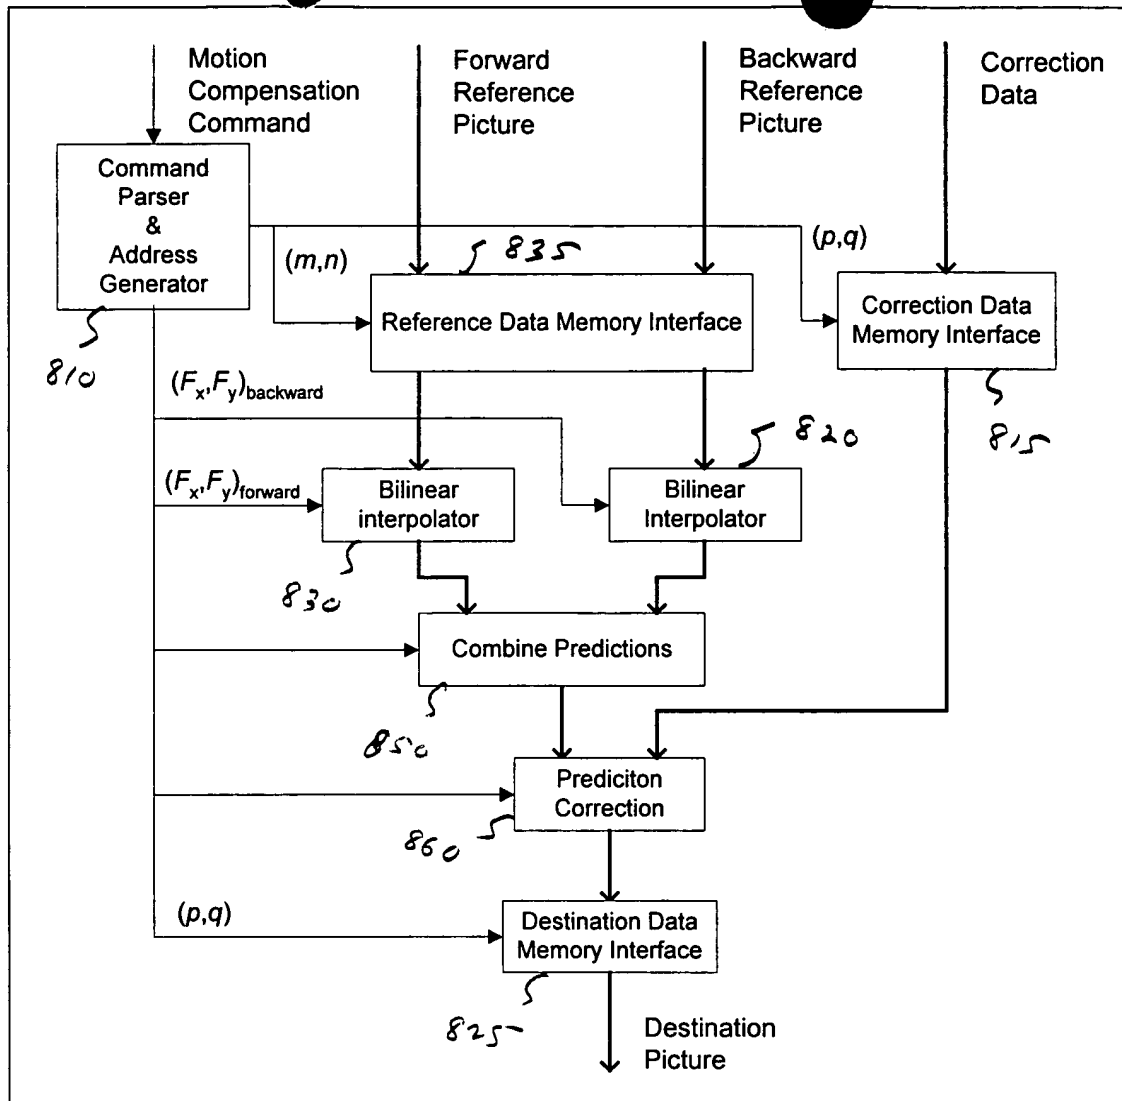 Motion
Compensation
Command
Forward
Reference
Picture
Backward
Reference
Picture
Correction
Data
Command
Parser
&
Address
Generator
810
(m,n)
835
(p,q)
Reference Data Memory Interface
Correction Data
Memory Interface
815
(Fx,Fy)backward
820
(Fx,Fy)forward
Bilinear
interpolator
830
Bilinear
Interpolator
Combine Predictions
850
Prediciton
Correction
860
(p,q)
Destination Data
Memory Interface
825
Destination
Picture